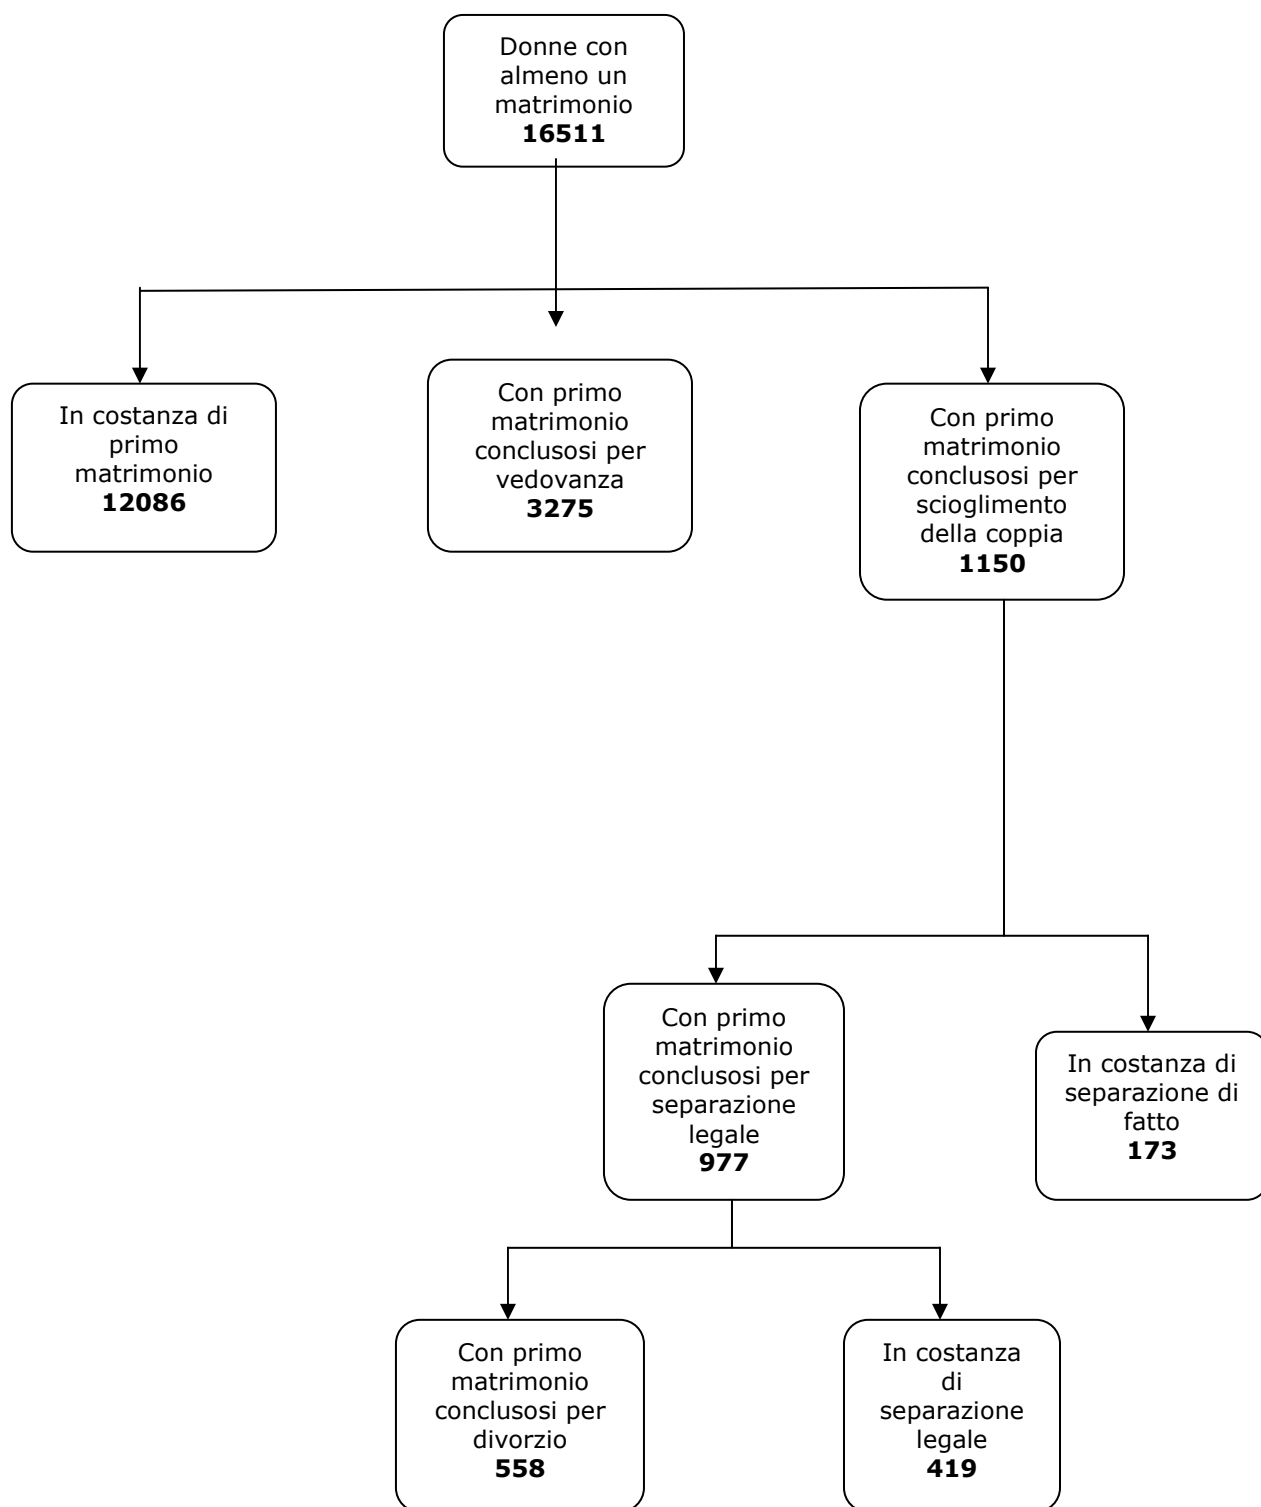 Donne con
almeno un
matrimonio
16511
In costanza di
primo
matrimonio
12086
Con primo
matrimonio
conclusosi per
vedovanza
3275
Con primo
matrimonio
conclusosi per
scioglimento
della coppia
1150
Con primo
matrimonio
conclusosi per
separazione
legale
977
In costanza di
separazione di
fatto
173
Con primo
matrimonio
conclusosi per
divorzio
558
In costanza
di
separazione
legale
419